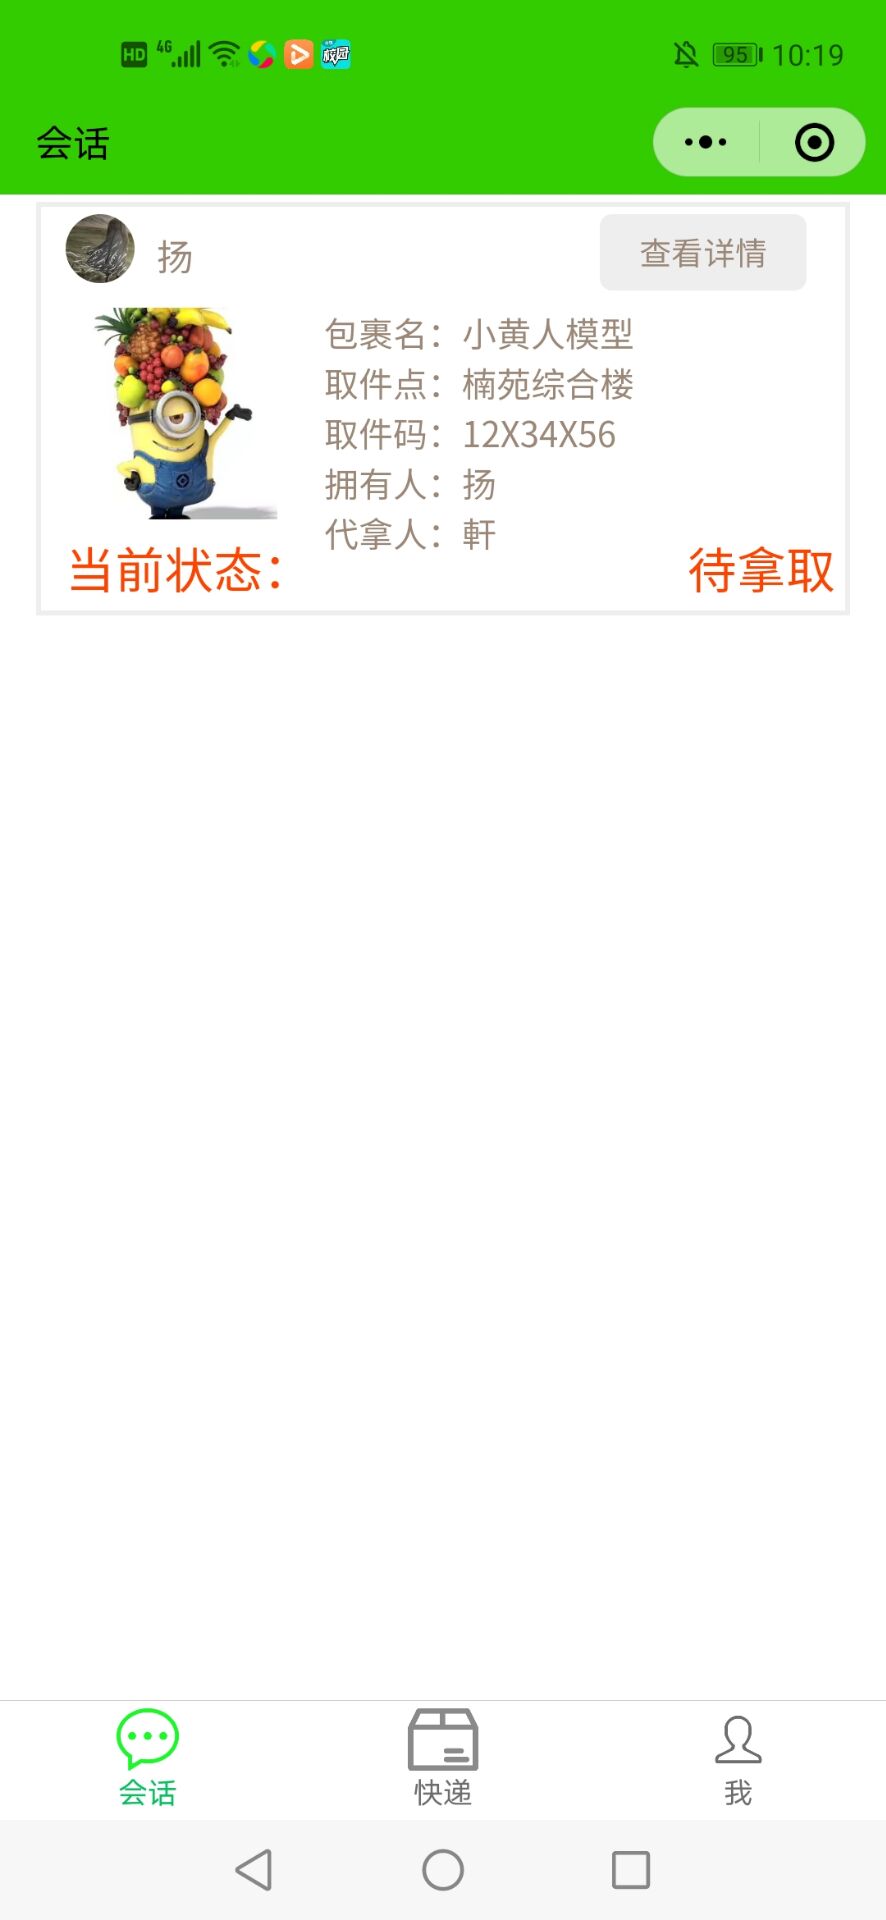 HD 4G 校园 95 10:19
会话
扬 查看详情
包裹名：小黄人模型
取件点：楠苑综合楼
取件码：12X34X56
拥有人：扬
代拿人：軒
当前状态： 待拿取
会话 快递 我